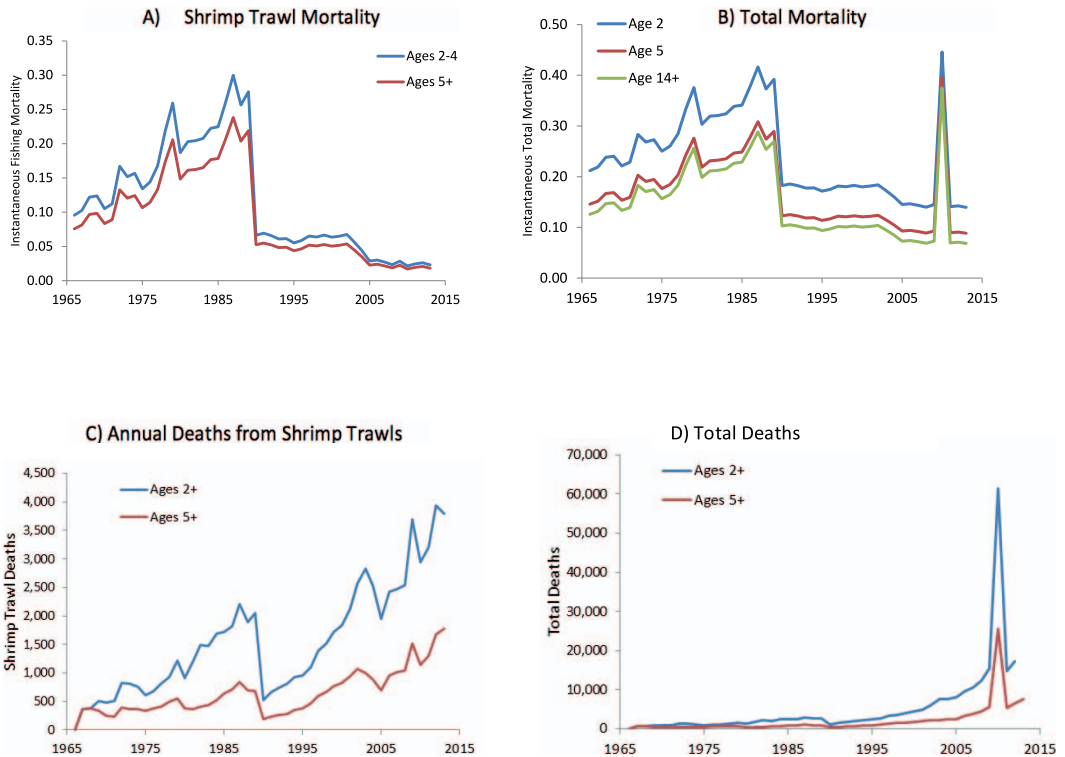 A) Shrimp Trawl Mortality
Instantaneous Fishing Mortality
0.35
0.30
0.25
0.20
0.15
0.10
0.05
0.00
Ages 2-4
Ages 5+
1965 1975 1985 1995 2005 2015
B) Total Mortality
Instantaneous Total Mortality
0.50
0.40
0.30
0.20
0.10
0.00
Age 2
Age 5
Age 14+
1965 1975 1985 1995 2005 2015
C) Annual Deaths from Shrimp Trawls
Shrimp Trawl Deaths
4,500
4,000
3,500
3,000
2,500
2,000
1,500
1,000
500
0
Ages 2+
Ages 5+
1965 1975 1985 1995 2005 2015
D) Total Deaths
Total Deaths
70,000
60,000
50,000
40,000
30,000
20,000
10,000
0
Ages 2+
Ages 5+
1965 1975 1985 1995 2005 2015